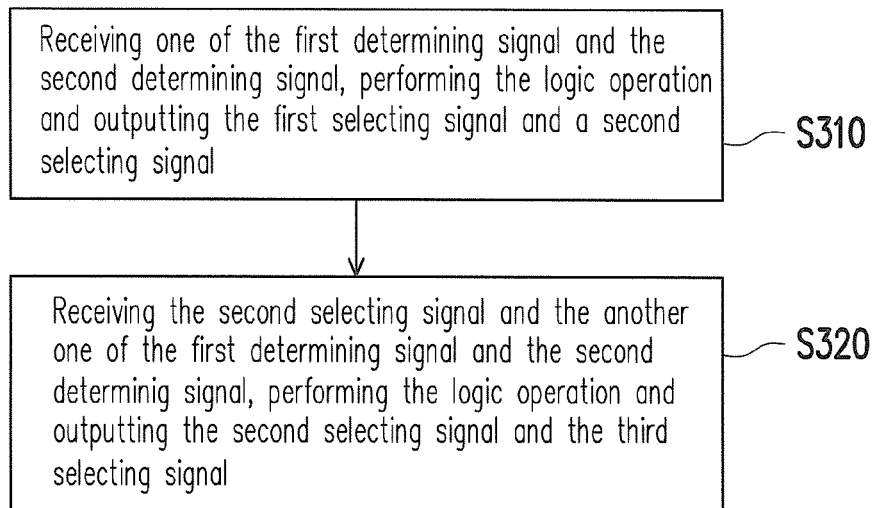 Receiving one of the first determining signal and the
second determining signal, performing the logic operation
and outputting the first selecting signal and a second
selecting signal
S310
Receiving the second selecting signal and the another
one of the first determining signal and the second
determinig signal, performing the logic operation and
outputting the second selecting signal and the third
selecting signal
S320